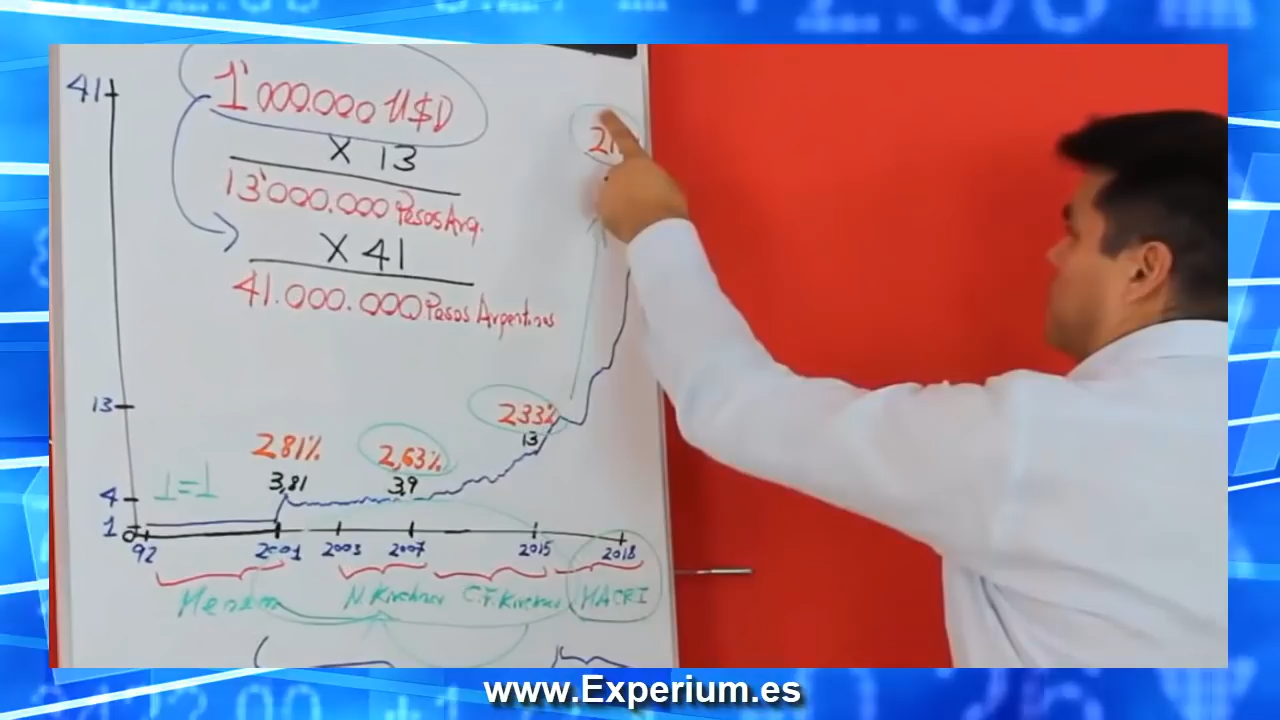 41
1'000.000 U$D
X 13
13'000.000 Pesos Arg.
X 41
41.000.000 Pesos Argentinos
13
233%
13
281%
2,63%
3,81
3,9
1=1
4
1
92 2001 2003 2007 2015 2018
Menem N. Kirchner C.F. Kirchner MACRI
www.Experium.es